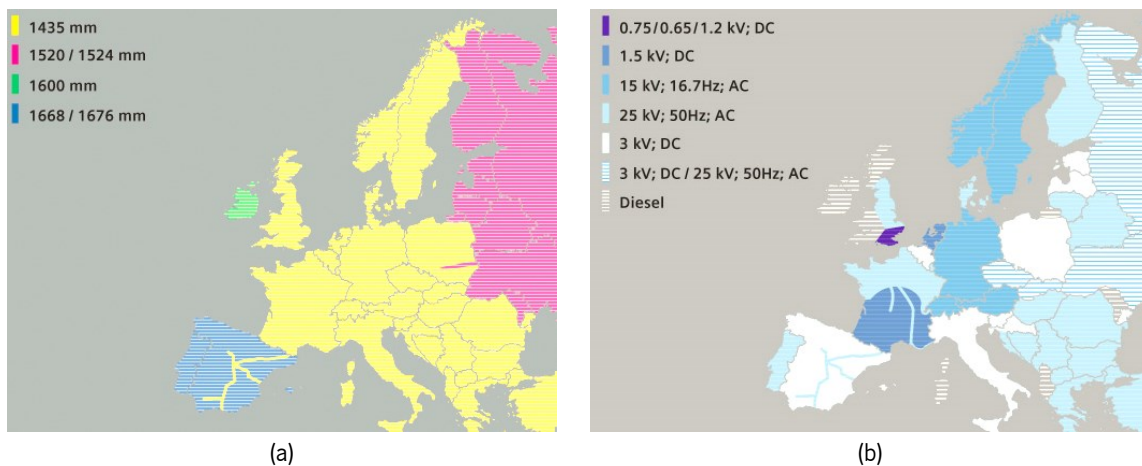 1435 mm
1520 / 1524 mm
1600 mm
1668 / 1676 mm
0.75/0.65/1.2 kV; DC
1.5 kV; DC
15 kV; 16.7Hz; AC
25 kV; 50Hz; AC
3 kV; DC
3 kV; DC / 25 kV; 50Hz; AC
Diesel
(a)
(b)